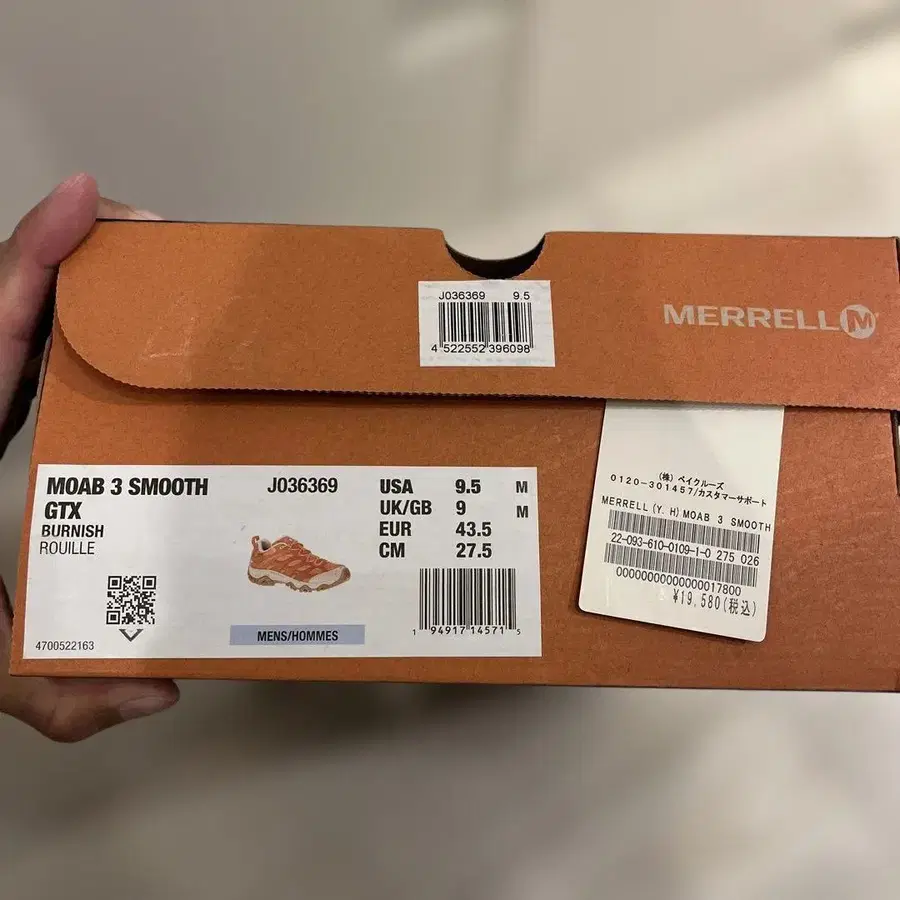 J036369 9.5
4 522552 396098
MERRELL M
MOAB 3 SMOOTH
GTX
BURNISH
ROUILLE
4700522163
J036369
MENS/HOMMES
USA 9.5 M
UK/GB 9 M
EUR 43.5
CM 27.5
1 94917 14571 5
(株) ベイクルーズ
0120-301457/カスタマーサポート
MERRELL (Y. H) MOAB 3 SMOOTH
22-093-610-0109-1-0 275 026
0000000000000017800
¥19,580(税込)